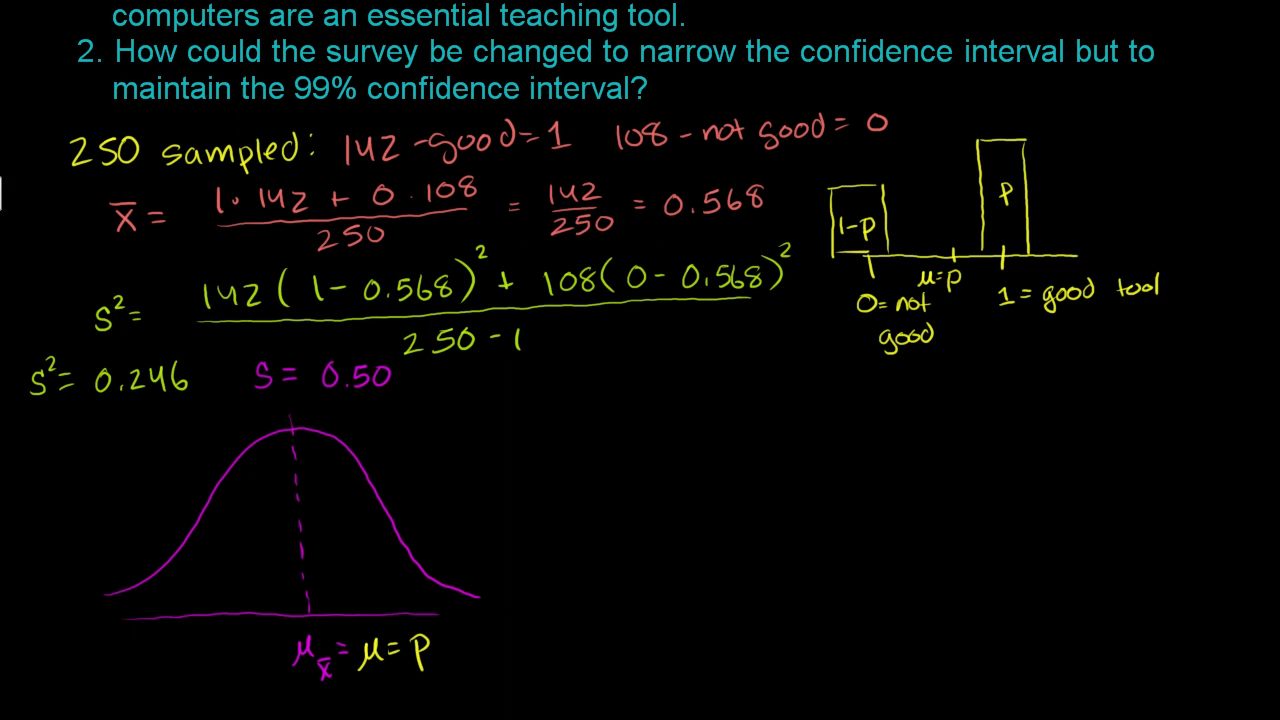 computers are an essential teaching tool.
2. How could the survey be changed to narrow the confidence interval but to
maintain the 99% confidence interval?
250 sampled: 142 - good = 1 108 - not good = 0
x̄ = (1 · 142 + 0 · 108) / 250 = 142/250 = 0.568
1-p
p
μ=p
0 = not
good
1 = good tool
S² = (142(1 - 0.568)² + 108(0 - 0.568)²) / (250 - 1)
S² = 0.246 S = 0.50
μx̄ = μ = p